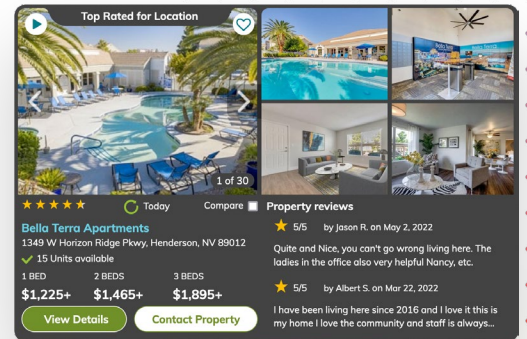 Top Rated for Location
1 of 30
Today
Compare
Bella Terra Apartments
1349 W Horizon Ridge Pkwy, Henderson, NV 89012
15 Units available
1 BED 2 BEDS 3 BEDS
$1,225+ $1,465+ $1,895+
View Details Contact Property
Property reviews
5/5 by Jason R. on May 2, 2022
Quite and Nice, you can't go wrong living here. The
ladies in the office also very helpful Nancy, etc.
5/5 by Albert S. on Mar 22, 2022
I have been living here since 2016 and I love it this is
my home I love the community and staff is always...